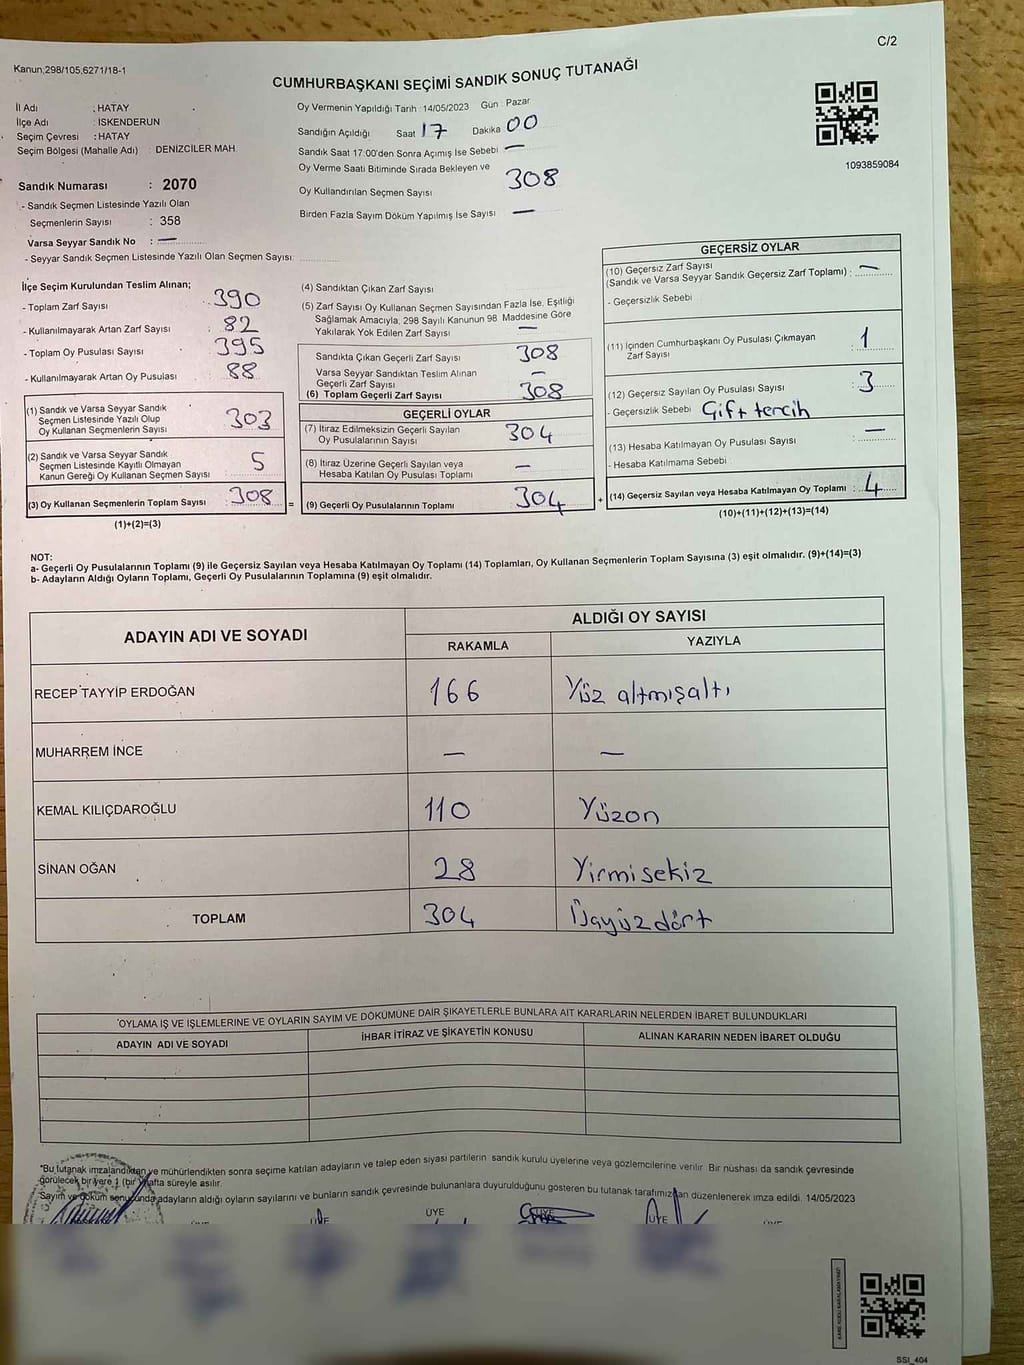 C/2
Kanun,298/105,6271/18-1
CUMHURBAŞKANI SEÇİMİ SANDIK SONUÇ TUTANAĞI
İl Adı : HATAY
İlçe Adı : İSKENDERUN
Seçim Çevresi : HATAY
Seçim Bölgesi (Mahalle Adı) : DENİZCİLER MAH.
Sandık Numarası : 2070
- Sandık Seçmen Listesinde Yazılı Olan
Seçmenlerin Sayısı : 358
Varsa Seyyar Sandık No : —
- Seyyar Sandık Seçmen Listesinde Yazılı Olan Seçmen Sayısı:
Oy Vermenin Yapıldığı Tarih : 14/05/2023 Gün : Pazar
Sandığın Açıldığı Saat 17 Dakika 00
Sandık Saat 17:00'den Sonra Açımış İse Sebebi —
Oy Verme Saati Bitiminde Sırada Bekleyen ve
Oy Kullandırılan Seçmen Sayısı 308
Birden Fazla Sayım Döküm Yapılmış İse Sayısı —
1093859084
İlçe Seçim Kurulundan Teslim Alınan;
- Toplam Zarf Sayısı : 390
- Kullanılmayarak Artan Zarf Sayısı : 82
- Toplam Oy Pusulası Sayısı : 395
- Kullanılmayarak Artan Oy Pusulası : 88
(1) Sandık ve Varsa Seyyar Sandık
Seçmen Listesinde Yazılı Olup
Oy Kullanan Seçmenlerin Sayısı : 303
(2) Sandık ve Varsa Seyyar Sandık
Seçmen Listesinde Kayıtlı Olmayan
Kanun Gereği Oy Kullanan Seçmen Sayısı : 5
(3) Oy Kullanan Seçmenlerin Toplam Sayısı : 308 =
(1)+(2)=(3)
(4) Sandıktan Çıkan Zarf Sayısı
(5) Zarf Sayısı Oy Kullanan Seçmen Sayısından Fazla İse, Eşitliği
Sağlamak Amacıyla, 298 Sayılı Kanunun 98. Maddesine Göre
Yakılarak Yok Edilen Zarf Sayısı —
Sandıkta Çıkan Geçerli Zarf Sayısı 308
Varsa Seyyar Sandıktan Teslim Alınan
Geçerli Zarf Sayısı —
(6) Toplam Geçerli Zarf Sayısı 308
GEÇERLİ OYLAR
(7) İtiraz Edilmeksizin Geçerli Sayılan
Oy Pusulalarının Sayısı 304
(8) İtiraz Üzerine Geçerli Sayılan veya
Hesaba Katılan Oy Pusulası Toplamı —
(9) Geçerli Oy Pusulalarının Toplamı 304 +
GEÇERSİZ OYLAR
(10) Geçersiz Zarf Sayısı
(Sandık ve Varsa Seyyar Sandık Geçersiz Zarf Toplamı) : —
- Geçersizlik Sebebi
(11) İçinden Cumhurbaşkanı Oy Pusulası Çıkmayan
Zarf Sayısı : 1
(12) Geçersiz Sayılan Oy Pusulası Sayısı : 3
- Geçersizlik Sebebi Çift tercih
(13) Hesaba Katılmayan Oy Pusulası Sayısı : —
- Hesaba Katılmama Sebebi
(14) Geçersiz Sayılan veya Hesaba Katılmayan Oy Toplamı : 4
(10)+(11)+(12)+(13)=(14)
NOT:
a- Geçerli Oy Pusulalarının Toplamı (9) ile Geçersiz Sayılan veya Hesaba Katılmayan Oy Toplamı (14) Toplamları, Oy Kullanan Seçmenlerin Toplam Sayısına (3) eşit olmalıdır. (9)+(14)=(3)
b- Adayların Aldığı Oyların Toplamı, Geçerli Oy Pusulalarının Toplamına (9) eşit olmalıdır.
ADAYIN ADI VE SOYADI ALDIĞI OY SAYISI
RAKAMLA YAZIYLA
RECEP TAYYİP ERDOĞAN 166 Yüz altmışaltı
MUHARREM İNCE — —
KEMAL KILIÇDAROĞLU 110 Yüzon
SİNAN OĞAN 28 Yirmisekiz
TOPLAM 304 Üçyüzdört
OYLAMA İŞ VE İŞLEMLERİNE VE OYLARIN SAYIM VE DÖKÜMÜNE DAİR ŞİKAYETLERLE BUNLARA AİT KARARLARIN NELERDEN İBARET BULUNDUKLARI
ADAYIN ADI VE SOYADI İHBAR İTİRAZ VE ŞİKAYETİN KONUSU ALINAN KARARIN NEDEN İBARET OLDUĞU
*Bu tutanak imzalandıktan ve mühürlendikten sonra seçime katılan adayların ve talep eden siyasi partilerin sandık kurulu üyelerine veya gözlemcilerine verilir. Bir nüshası da sandık çevresinde
görülecek bir yere 1 (bir) hafta süreyle asılır.
Sayım ve döküm sonucunda adayların aldığı oyların sayılarını ve bunların sandık çevresinde bulunanlara duyurulduğunu gösteren bu tutanak tarafımızdan düzenlenerek imza edildi. 14/05/2023
ÜYE ÜYE ÜYE ÜYE
SSI_404